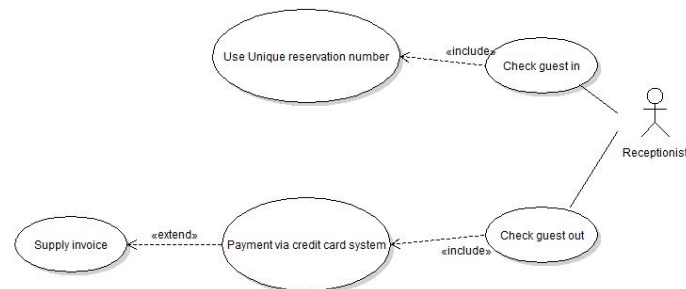 «include»
Use Unique reservation number
Check guest in
Receptionist
«extend»
Check guest out
Supply invoice
Payment via credit card system
«include»